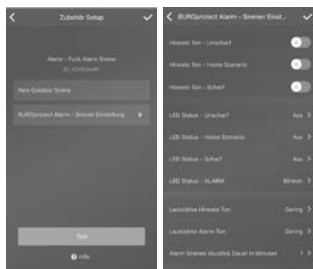 Zubehör Setup
Alarm - Funk Alarm Sirene
New Outdoor Sirene
BURGprotect Alarm - Sirenen Einstellung
Test
Hilfe
BURGprotect Alarm - Sirenen Einst...
Hinweis Ton - Unscharf
Hinweis Ton - Home Szenario
Hinweis Ton - Scharf
LED Status - Unscharf
Aus
LED Status - Home Szenario
Aus
LED Status - Scharf
Aus
LED Status - ALARM
Blinken
Lautstärke Hinweis Ton
Gering
Lautstärke Alarm Ton
Gering
Alarm Sirenen Akustik Dauer in Minuten
1